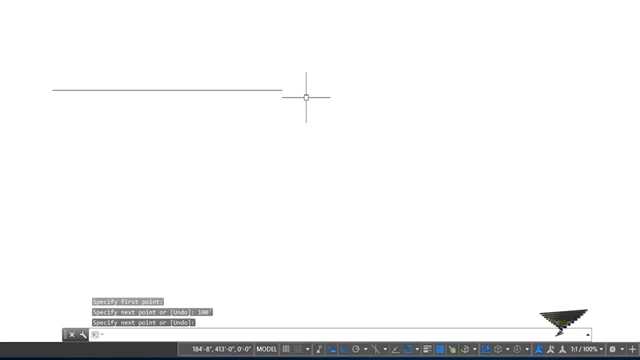 Specify first point:
Specify next point or [Undo]: 100'
Specify next point or [Undo]:
184'-8", 413'-0", 0'-0" MODEL 1:1 / 100%